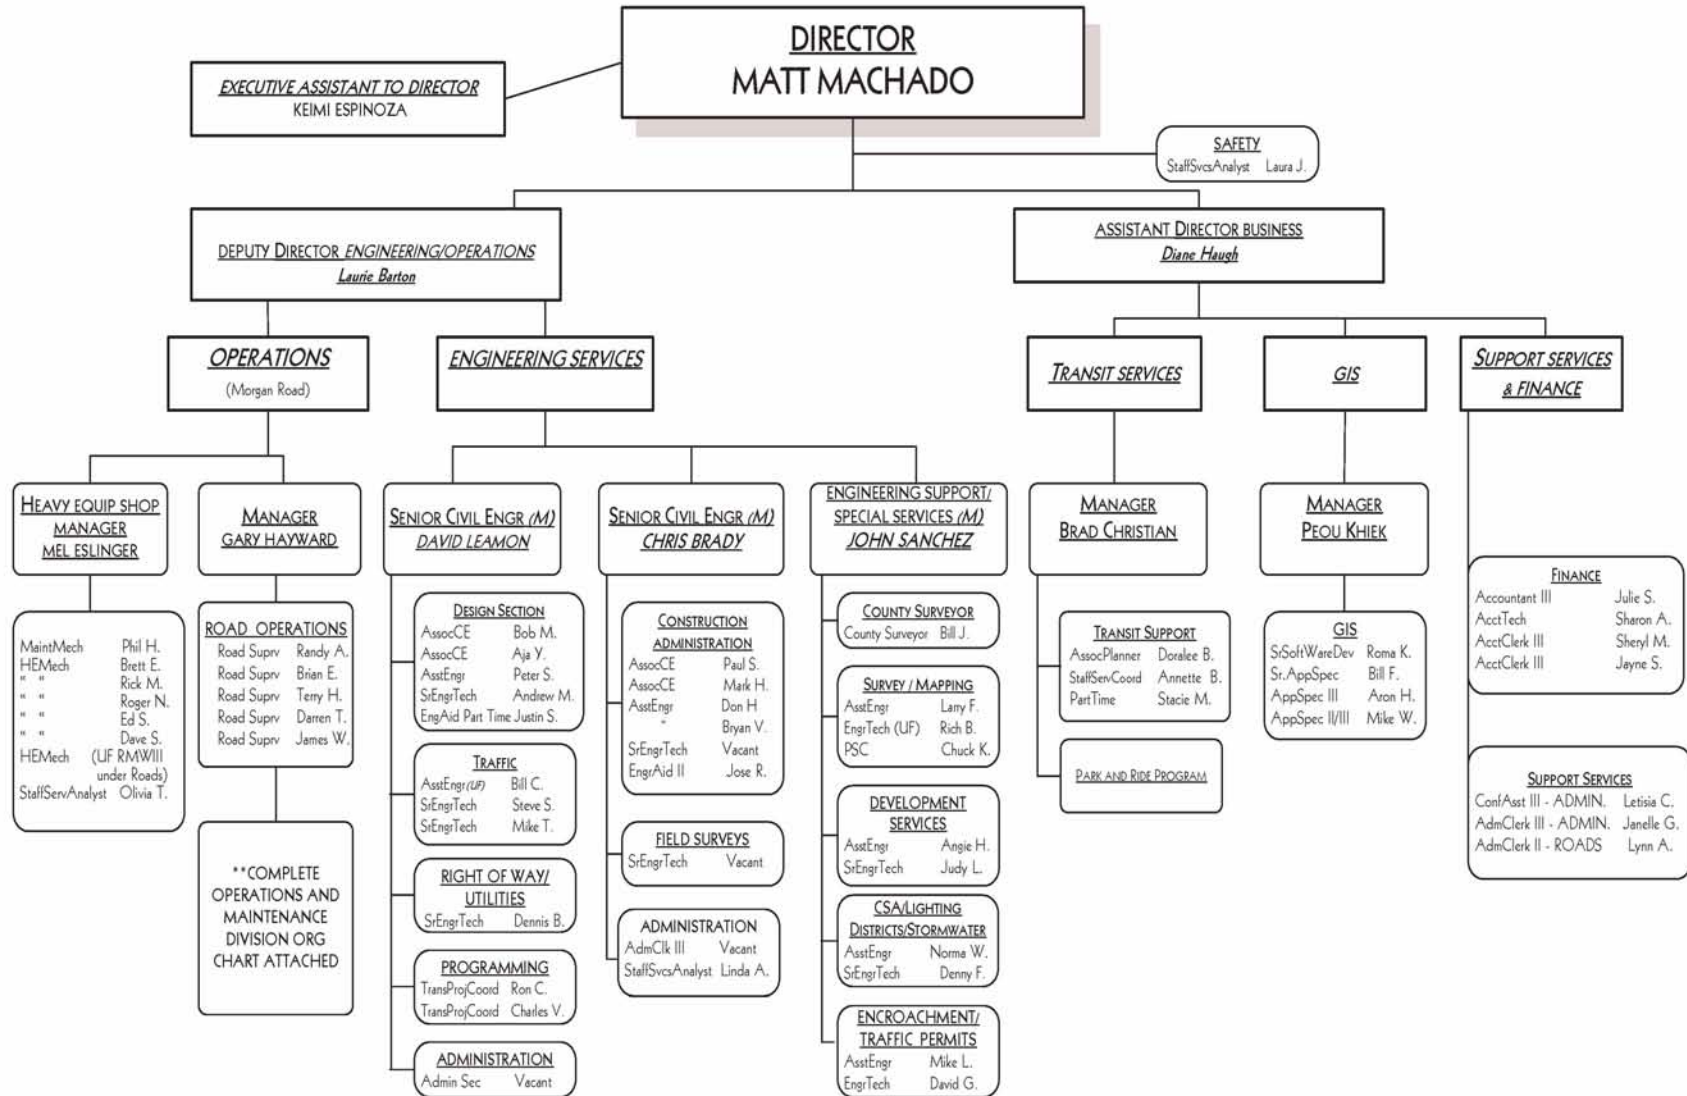 DIRECTOR
MATT MACHADO
EXECUTIVE ASSISTANT TO DIRECTOR
KEIMI ESPINOZA
SAFETY
StaffSvcsAnalyst Laura J.
DEPUTY DIRECTOR ENGINEERING/OPERATIONS
Laurie Barton
ASSISTANT DIRECTOR BUSINESS
Diane Haugh
OPERATIONS
(Morgan Road)
ENGINEERING SERVICES
TRANSIT SERVICES
GIS
SUPPORT SERVICES
& FINANCE
HEAVY EQUIP SHOP
MANAGER
MEL ESLINGER
MaintMech Phil H.
HEMech Brett E.
" " Rick M.
" " Roger N.
" " Ed S.
" " Dave S.
HEMech (UF RMWIII
under Roads)
StaffServAnalyst Olivia T.
MANAGER
GARY HAYWARD
ROAD OPERATIONS
Road Suprv Randy A.
Road Suprv Brian E.
Road Suprv Terry H.
Road Suprv Darren T.
Road Suprv James W.
**COMPLETE
OPERATIONS AND
MAINTENANCE
DIVISION ORG
CHART ATTACHED
SENIOR CIVIL ENGR (M)
DAVID LEAMON
DESIGN SECTION
AssocCE Bob M.
AssocCE Aja Y.
AsstEngr Peter S.
SrEngrTech Andrew M.
EngAid Part Time Justin S.
TRAFFIC
AsstEngr(UF) Bill C.
SrEngrTech Steve S.
SrEngrTech Mike T.
RIGHT OF WAY/
UTILITIES
SrEngrTech Dennis B.
PROGRAMMING
TransProjCoord Ron C.
TransProjCoord Charles V.
ADMINISTRATION
Admin Sec Vacant
SENIOR CIVIL ENGR (M)
CHRIS BRADY
CONSTRUCTION
ADMINISTRATION
AssocCE Paul S.
AssocCE Mark H.
AsstEngr Don H
" Bryan V.
SrEngrTech Vacant
EngrAid II Jose R.
FIELD SURVEYS
SrEngrTech Vacant
ADMINISTRATION
AdmClk III Vacant
StaffSvcsAnalyst Linda A.
ENGINEERING SUPPORT/
SPECIAL SERVICES (M)
JOHN SANCHEZ
COUNTY SURVEYOR
County Surveyor Bill J.
SURVEY / MAPPING
AsstEngr Larry F.
EngrTech (UF) Rich B.
PSC Chuck K.
DEVELOPMENT
SERVICES
AsstEngr Angie H.
SrEngrTech Judy L.
CSA/LIGHTING
DISTRICTS/STORMWATER
AsstEngr Norma W.
SrEngrTech Denny F.
ENCROACHMENT/
TRAFFIC PERMITS
AsstEngr Mike L.
EngrTech David G.
MANAGER
BRAD CHRISTIAN
TRANSIT SUPPORT
AssocPlanner Doralee B.
StaffServCoord Annette B.
PartTime Stacie M.
PARK AND RIDE PROGRAM
MANAGER
PEOU KHIEK
GIS
SrSoftWareDev Roma K.
Sr.AppSpec Bill F.
AppSpec III Aron H.
AppSpec II/III Mike W.
FINANCE
Accountant III Julie S.
AcctTech Sharon A.
AcctClerk III Sheryl M.
AcctClerk III Jayne S.
SUPPORT SERVICES
ConfAsst III - ADMIN. Letisia C.
AdmClerk III - ADMIN. Janelle G.
AdmClerk II - ROADS Lynn A.